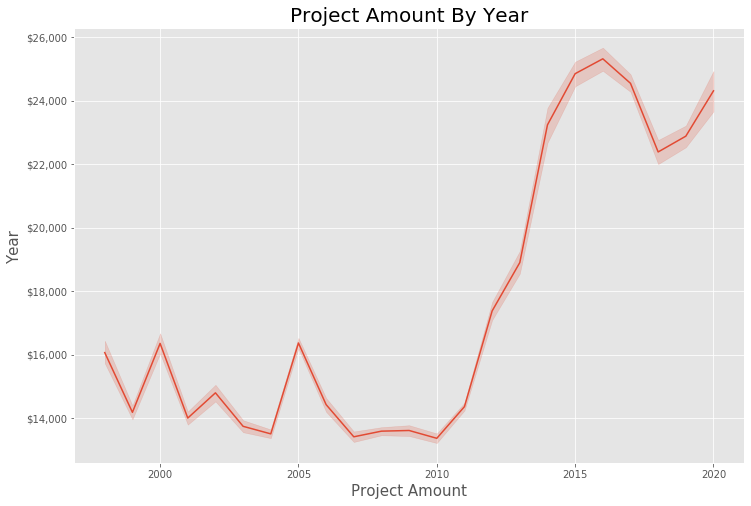 Project Amount By Year
$26,000
$24,000
$22,000
$20,000
$18,000
$16,000
$14,000
Year
2000 2005 2010 2015 2020
Project Amount